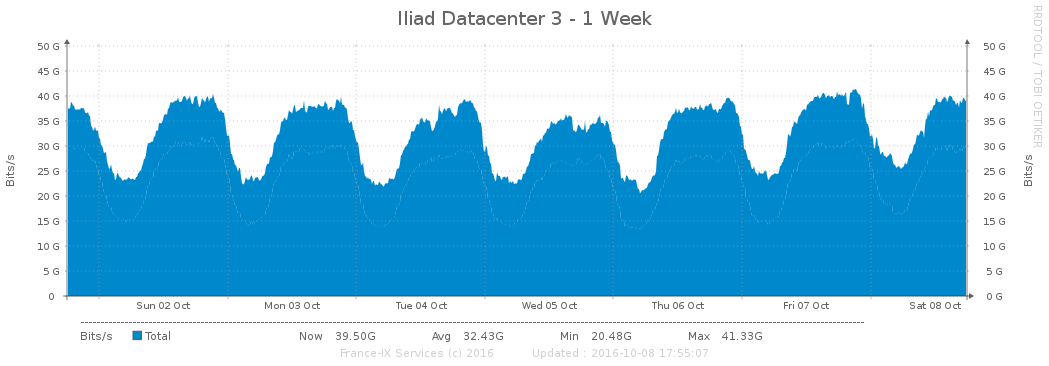 Iliad Datacenter 3 - 1 Week
RRDTOOL / TOBI OETIKER
50 G 50 G
45 G 45 G
40 G 40 G
35 G 35 G
30 G 30 G
25 G 25 G
20 G 20 G
15 G 15 G
10 G 10 G
5 G 5 G
0 0 G
Bits/s
Bits/s
Sun 02 Oct Mon 03 Oct Tue 04 Oct Wed 05 Oct Thu 06 Oct Fri 07 Oct Sat 08 Oct
Bits/s Total Now 39.50G Avg 32.43G Min 20.48G Max 41.33G
France-IX Services (c) 2016 Updated : 2016-10-08 17:55:07